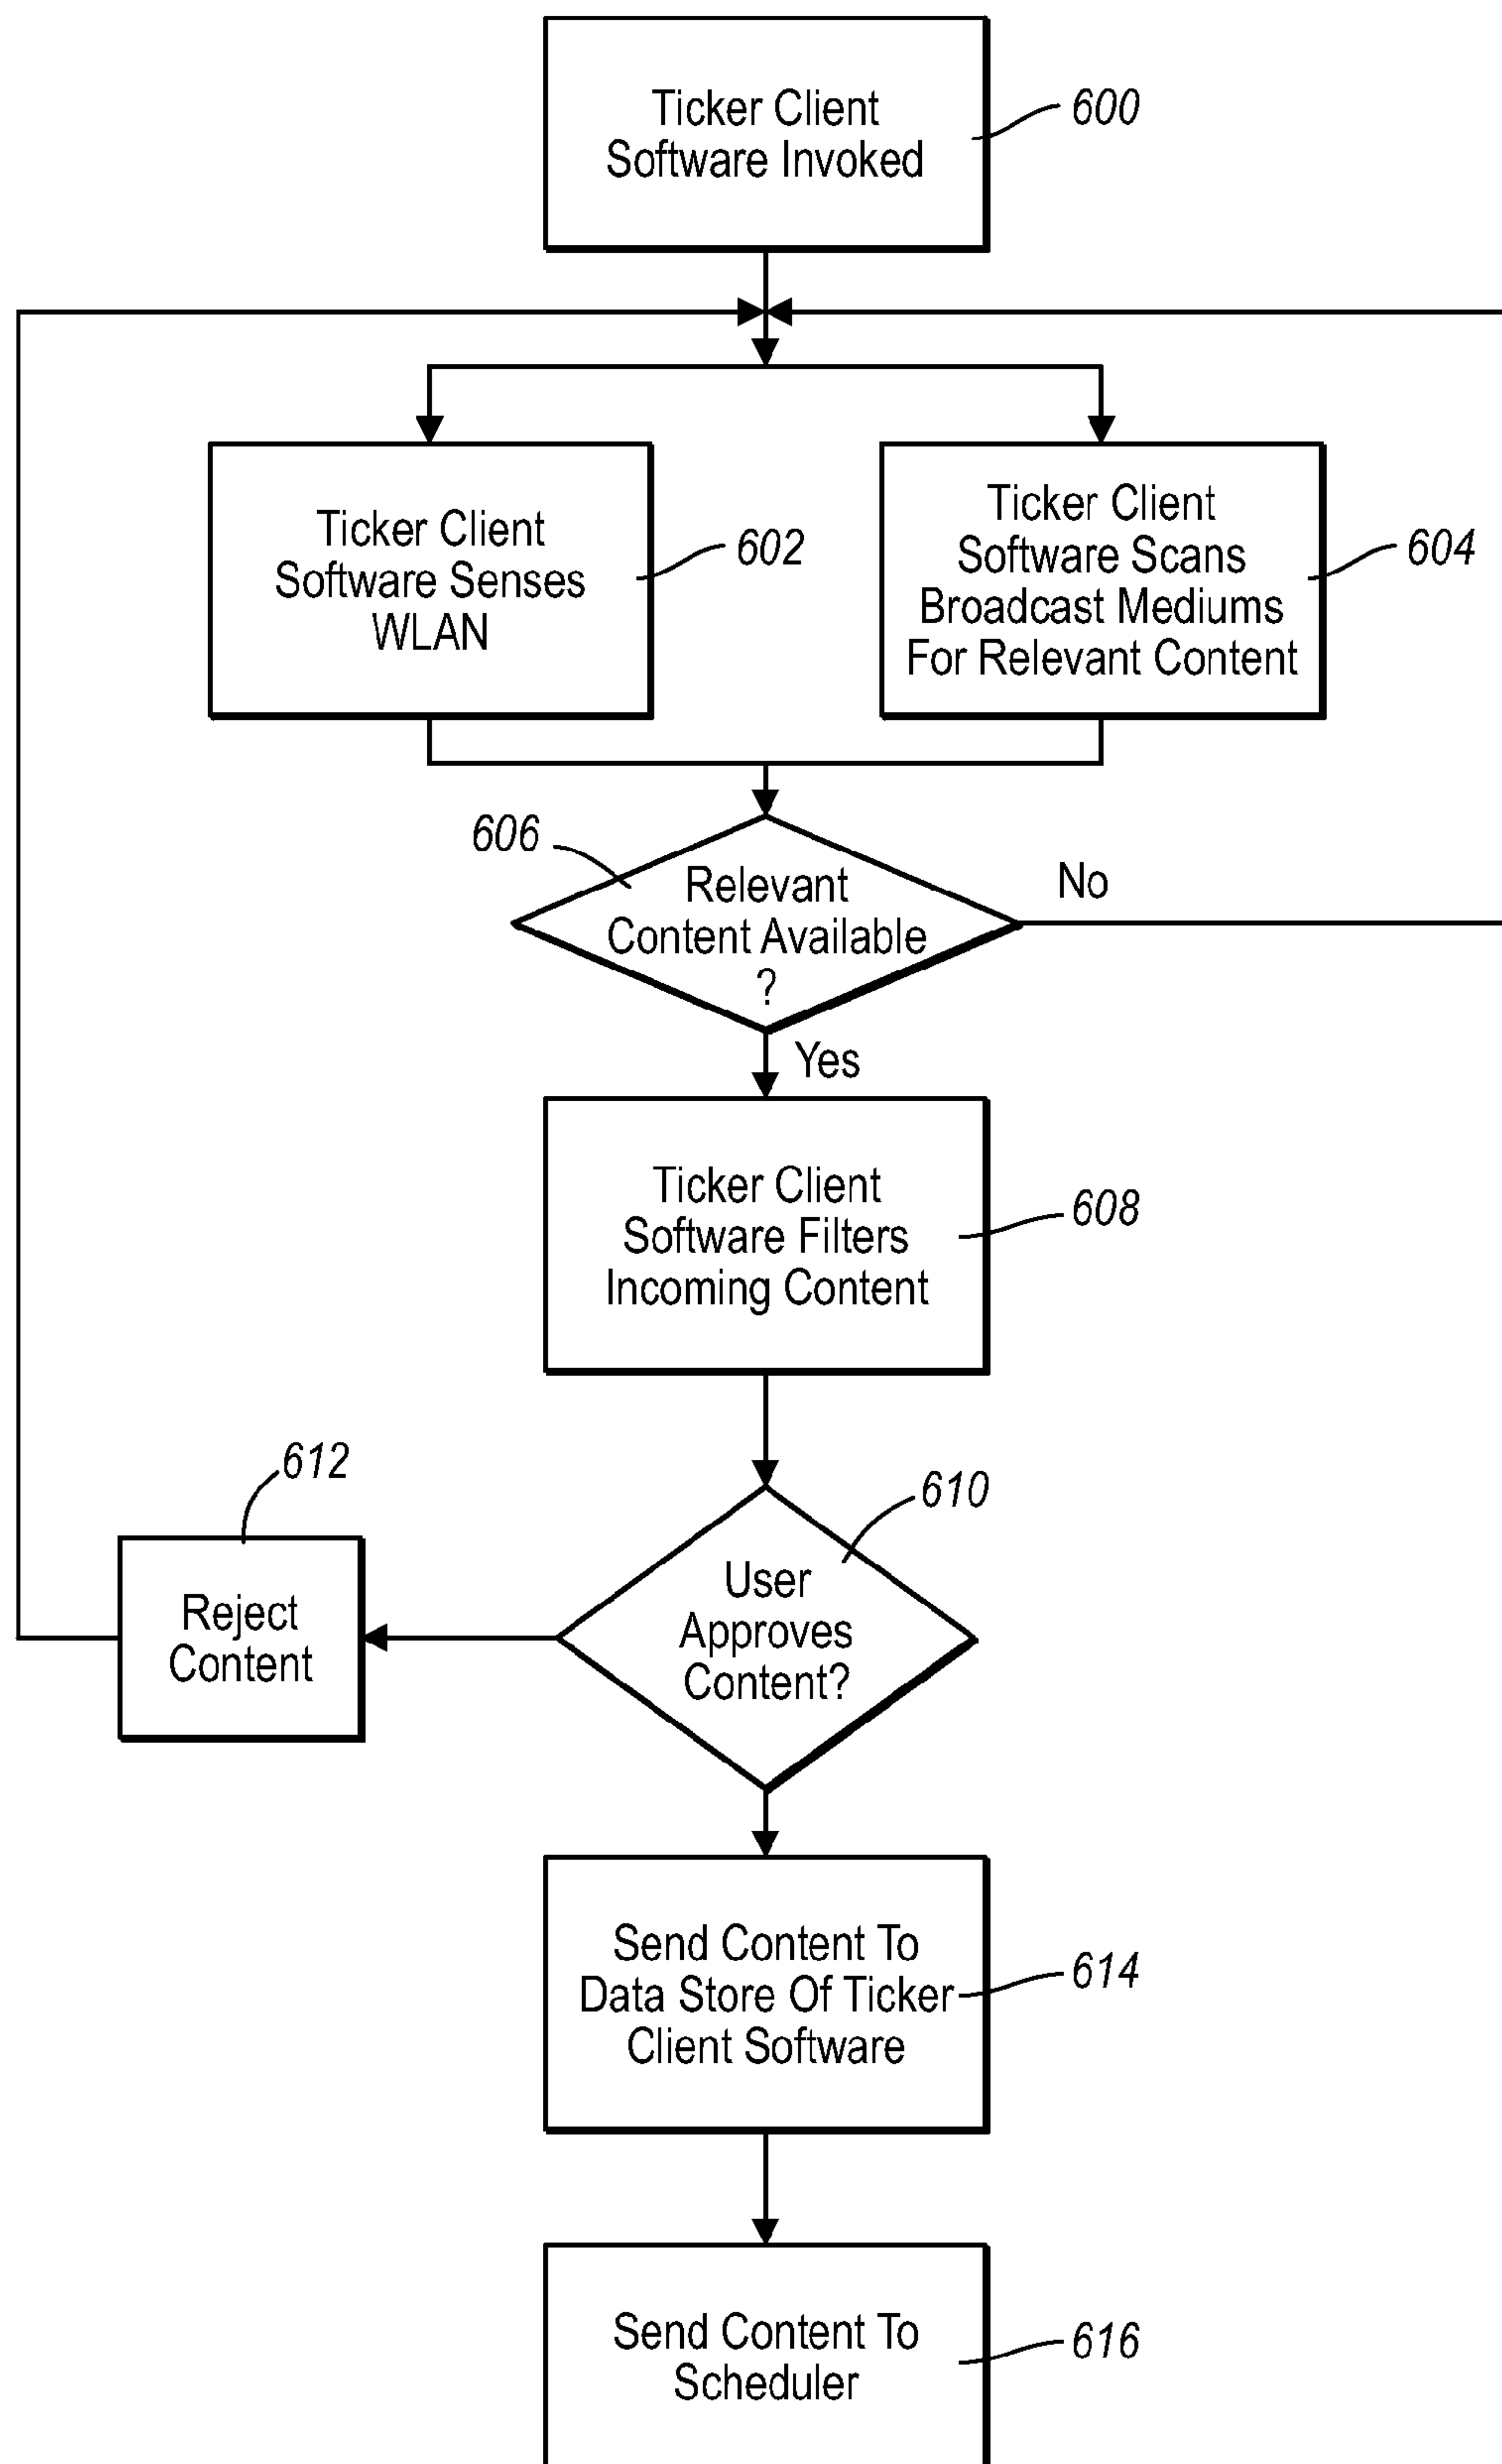 Ticker Client
Software Invoked
600
Ticker Client
Software Senses
WLAN
602
Ticker Client
Software Scans
Broadcast Mediums
For Relevant Content
604
606
Relevant
Content Available
?
No
Yes
Ticker Client
Software Filters
Incoming Content
608
612
610
Reject
Content
User
Approves
Content?
Send Content To
Data Store Of Ticker
Client Software
614
Send Content To
Scheduler
616